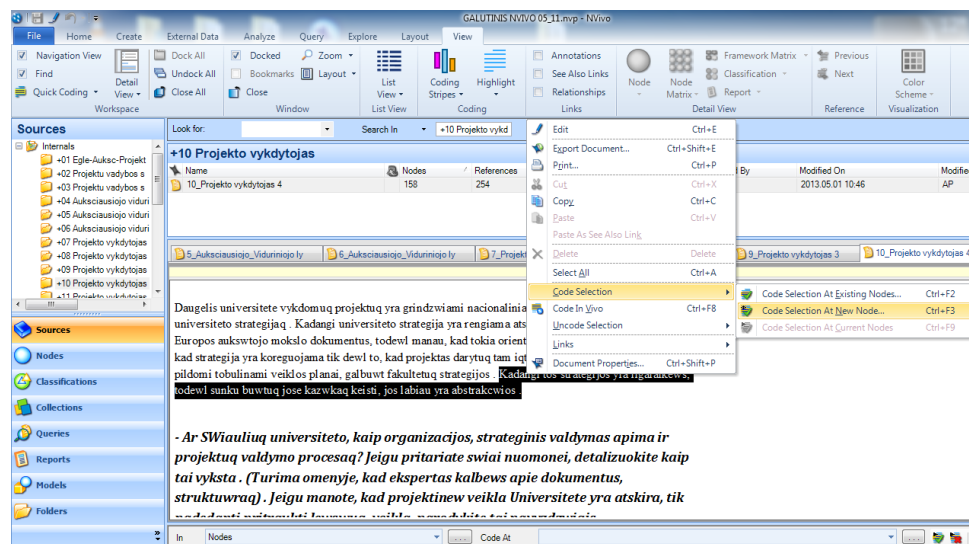 GALUTINIS NVIVO 05_11.nvp - NVivo
File Home Create External Data Analyze Query Explore Layout View
Navigation View
Find
Quick Coding
Detail View
Workspace
Dock All
Undock All
Close All
Docked
Bookmarks
Close
Zoom
Layout
Window
List View
List View
Coding Stripes
Highlight
Coding
Annotations
See Also Links
Relationships
Links
Node
Node Matrix
Framework Matrix
Classification
Report
Detail View
Previous
Next
Reference
Color Scheme
Visualization
Sources
Internals
+01 Egle-Auksc-Projekt
+02 Projektu vadybos s
+03 Projektu vadybos s
+04 Auksciausiojo viduri
+05 Auksciausiojo viduri
+06 Auksciausiojo viduri
+07 Projekto vykdytojas
+08 Projekto vykdytojas
+09 Projekto vykdytojas
+10 Projekto vykdytojas
+11 Projekto vykdytojas
Sources
Nodes
Classifications
Collections
Queries
Reports
Models
Folders
Look for: Search In +10 Projekto vykd
+10 Projekto vykdytojas
Name Nodes References d By Modified On Modifie
10_Projekto vykdytojas 4 158 254 2013.05.01 10:46 AP
5_Auksciausiojo_Viduriniojo ly 6_Auksciausiojo_Viduriniojo ly 7_Projekt 9_Projekto vykdytojas 3 10_Projekto vykdytojas 4
Edit Ctrl+E
Export Document... Ctrl+Shift+E
Print... Ctrl+P
Cut Ctrl+X
Copy Ctrl+C
Paste Ctrl+V
Paste As See Also Link
Delete Delete
Select All Ctrl+A
Code Selection
Code In Vivo Ctrl+F8
Uncode Selection
Links
Document Properties... Ctrl+Shift+P
Code Selection At Existing Nodes... Ctrl+F2
Code Selection At New Node... Ctrl+F3
Code Selection At Current Nodes Ctrl+F9
Daugelis universitete vykdomuq projektuq yra grindzwiami nacionalinia
universiteto strategijaq . Kadangi universiteto strategija yra rengiama ats
Europos aukswtojo mokslo dokumentus, todewl manau, kad tokia orient
kad strategija yra koreguojama tik dewl to, kad projektas darytuq tam iqt
pildomi tobulinami veiklos planai, galbuwt fakultetuq strategijos . Kadangi tos strategijos yra ilgalaikews,
todewl sunku buwtuq jose kazwkaq keisti, jos labiau yra abstrakcwios .
- Ar SWiauliuq universiteto, kaip organizacijos, strateginis valdymas apima ir
projektuq valdymo procesaq? Jeigu pritariate swiai nuomonei, detalizuokite kaip
tai vyksta . (Turima omenyje, kad ekspertas kalbews apie dokumentus,
struktuwraq) . Jeigu manote, kad projektinew veikla Universitete yra atskira, tik
In Nodes Code At